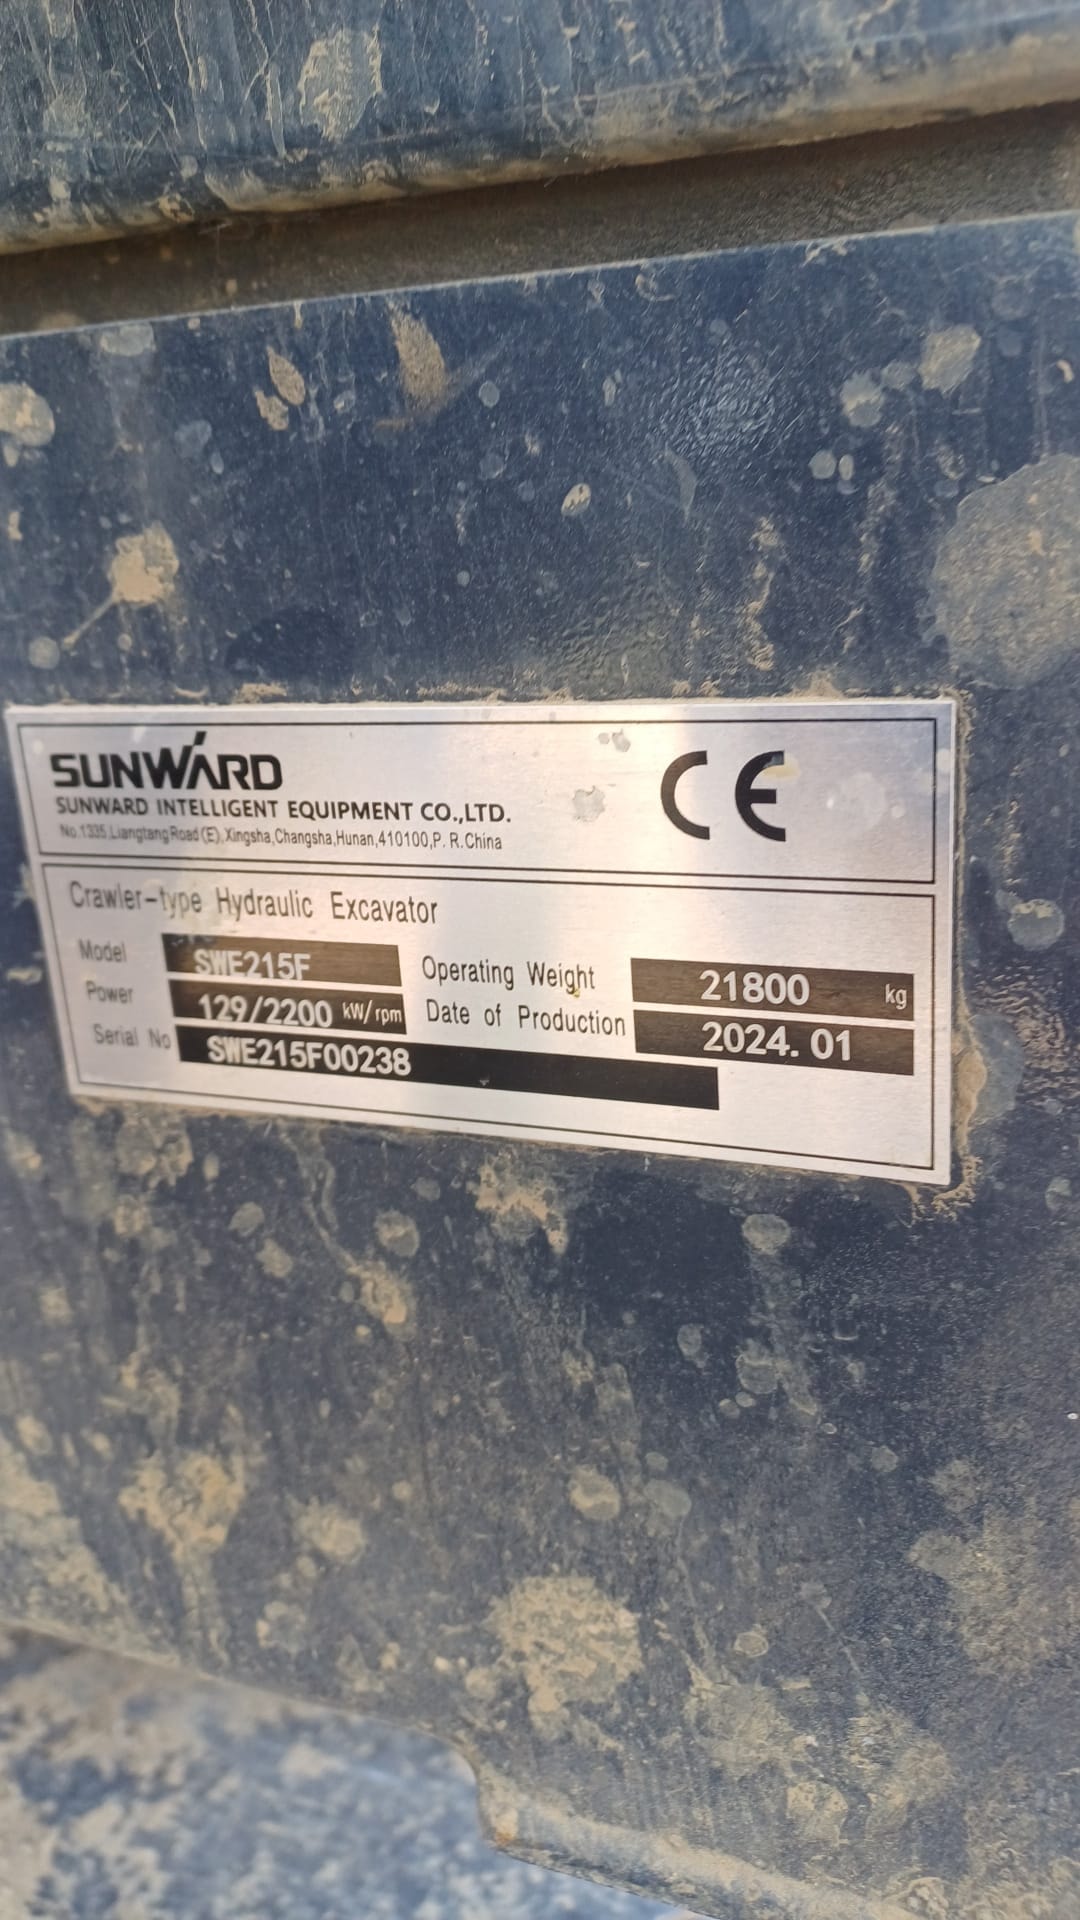 SUNWARD
SUNWARD INTELLIGENT EQUIPMENT CO.,LTD.
No.1335,Liangtang Road (E),Xingsha,Changsha,Hunan,410100,P. R.China
CE
Crawler-type Hydraulic Excavator
Model SWE215F Operating Weight 21800 kg
Power 129/2200 kW/rpm Date of Production 2024. 01
Serial No SWE215F00238